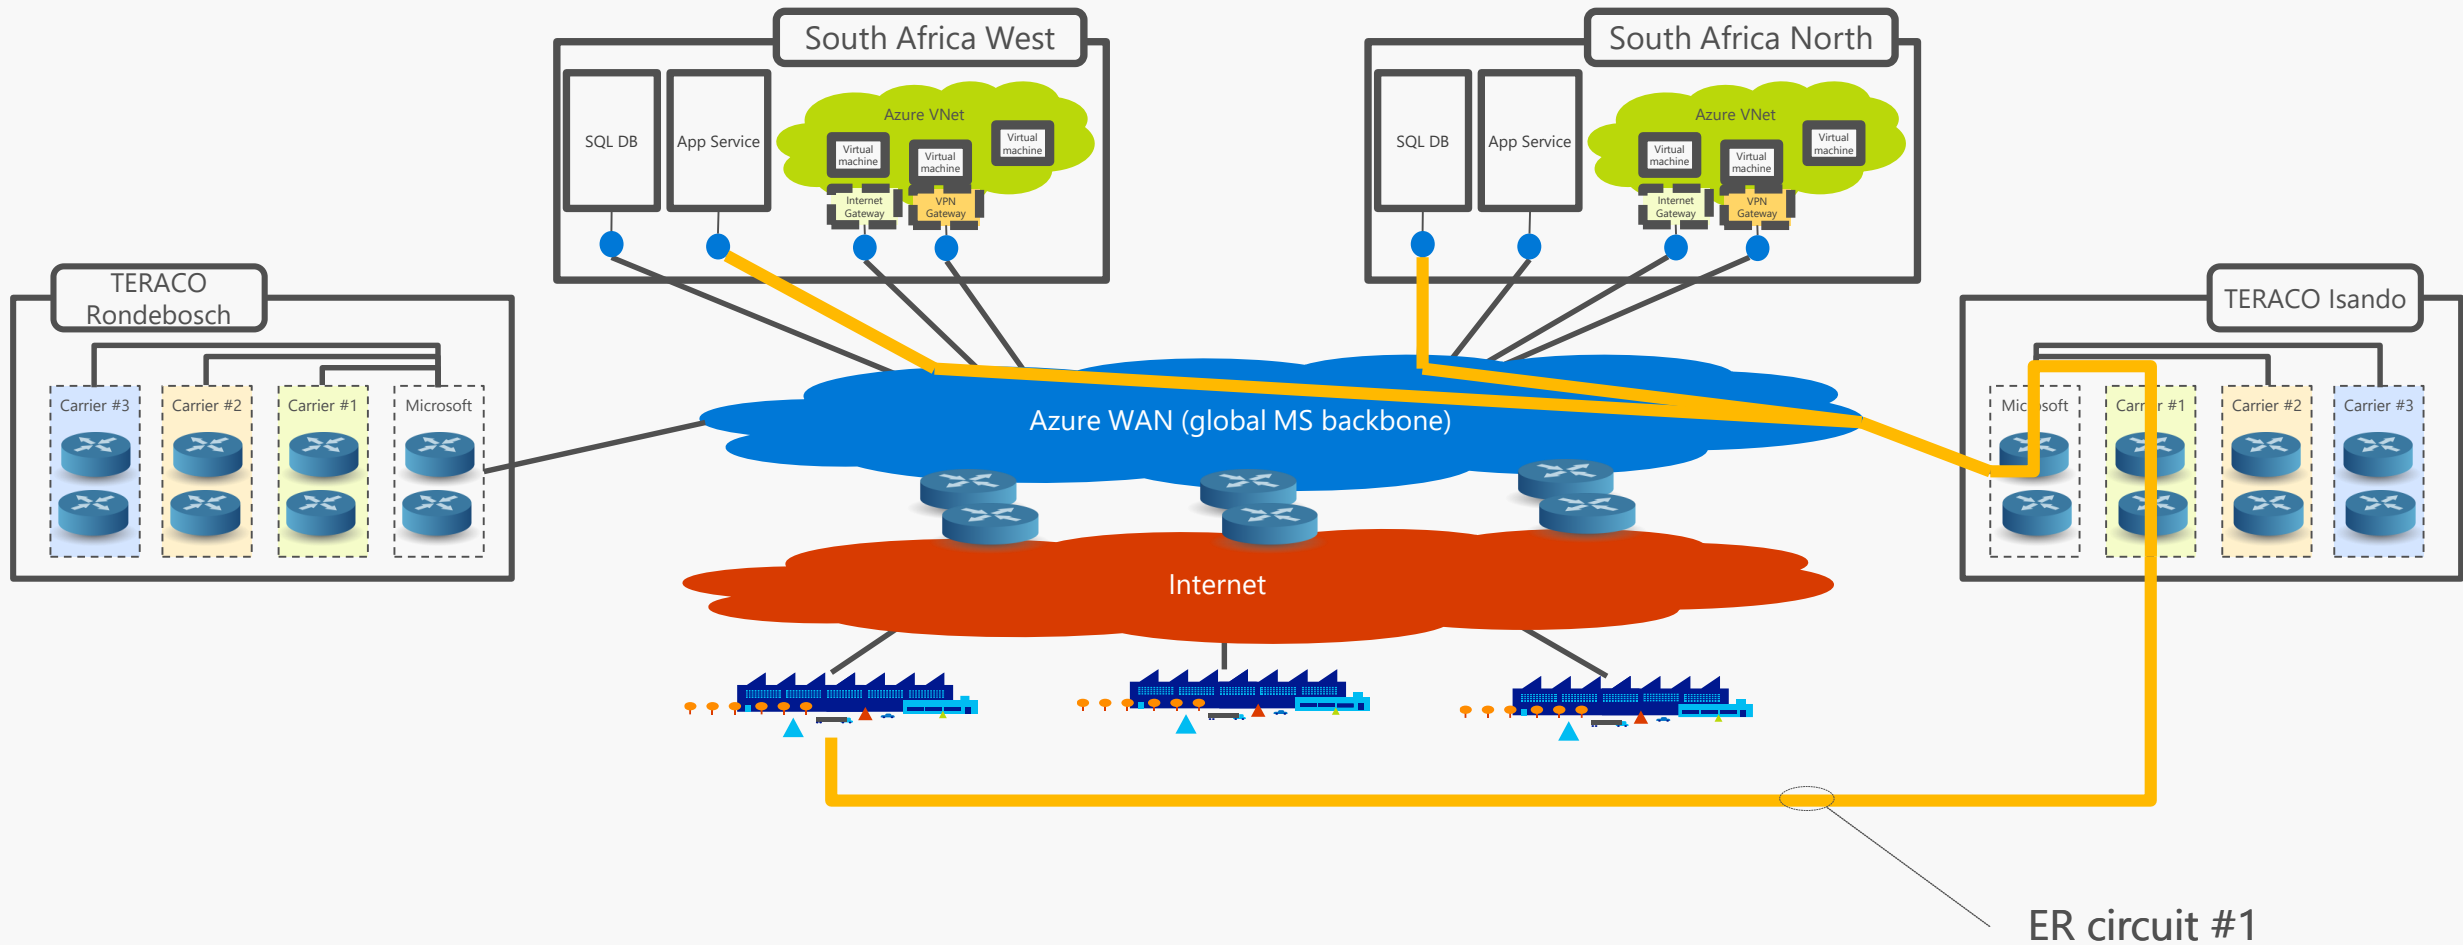 South Africa West
SQL DB
App Service
Azure VNet
Virtual
machine
Virtual
machine
Virtual
machine
Internet
Gateway
VPN
Gateway
South Africa North
SQL DB
App Service
Azure VNet
Virtual
machine
Virtual
machine
Virtual
machine
Internet
Gateway
VPN
Gateway
TERACO
Rondebosch
Carrier #3
Carrier #2
Carrier #1
Microsoft
Azure WAN (global MS backbone)
Internet
TERACO Isando
Microsoft
Carrier #1
Carrier #2
Carrier #3
ER circuit #1